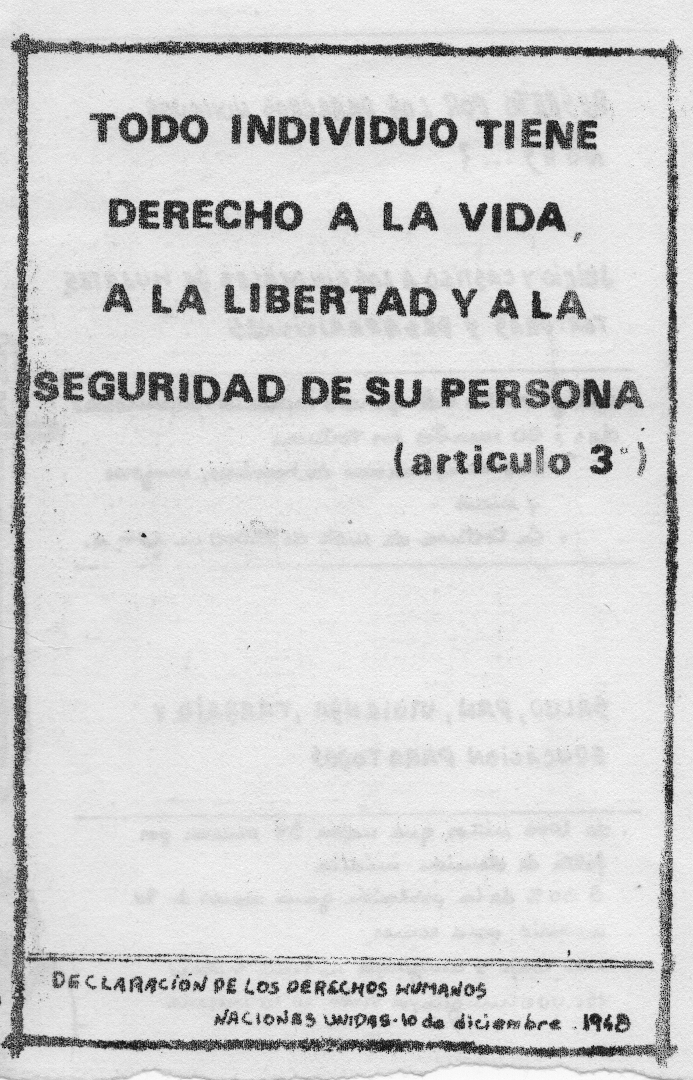 TODO INDIVIDUO TIENE
DERECHO A LA VIDA,
A LA LIBERTAD Y A LA
SEGURIDAD DE SU PERSONA
(articulo 3°)
DECLARACIÓN DE LOS DERECHOS HUMANOS
NACIONES UNIDAS-10 de diciembre 1948